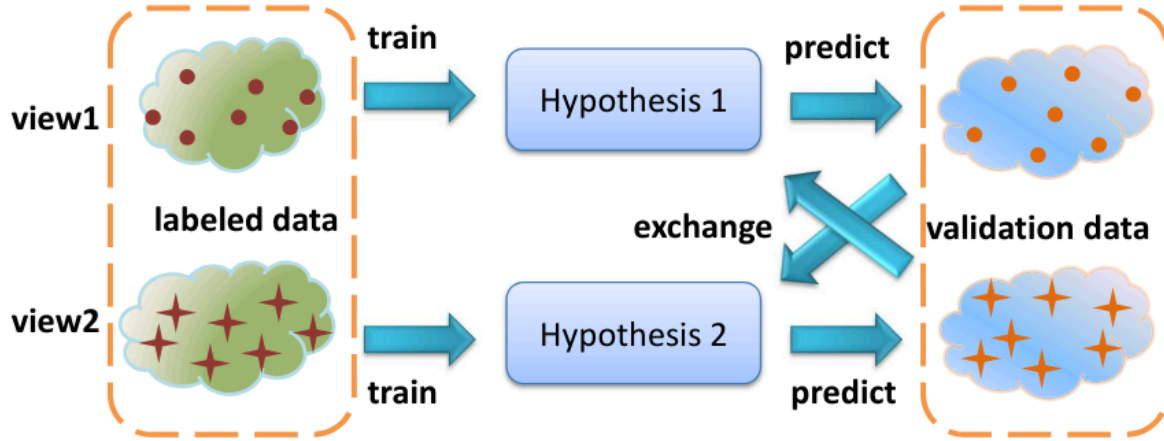 train
predict
view1
Hypothesis 1
labeled data
exchange
validation data
view2
Hypothesis 2
train
predict